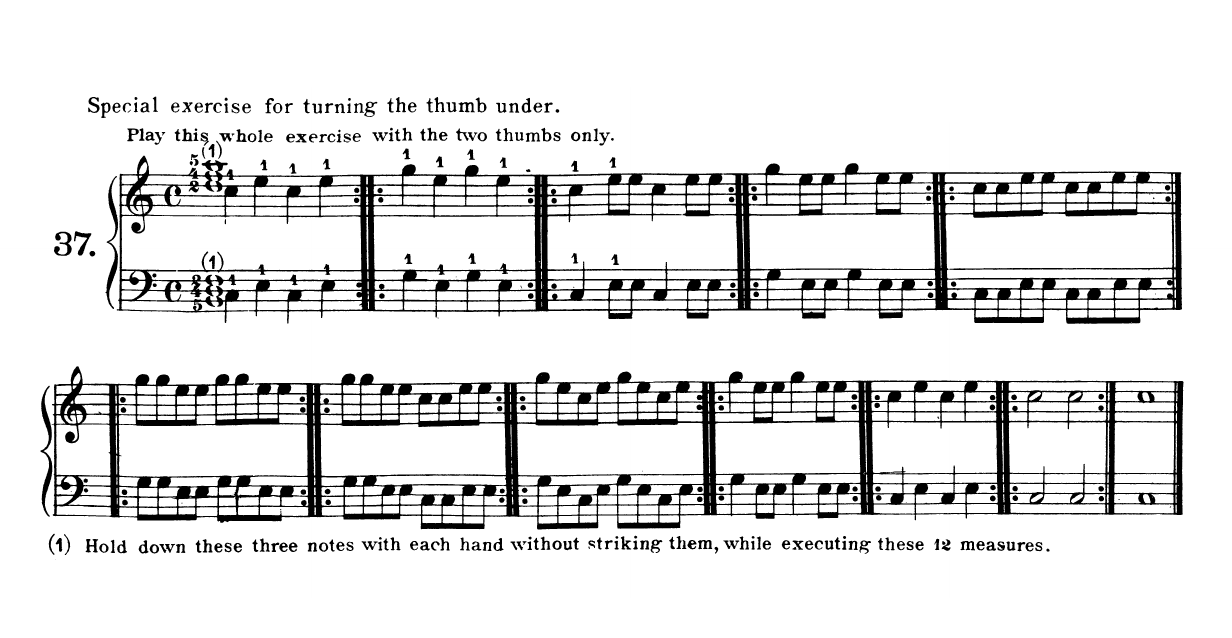 Special exercise for turning the thumb under.
Play this whole exercise with the two thumbs only.
(1)
5 4 2
1 1 1 1 1 1 1 1 1 1
37.
(1)
2 4 5
1 1 1 1 1 1 1 1 1 1
(1) Hold down these three notes with each hand without striking them, while executing these 12 measures.